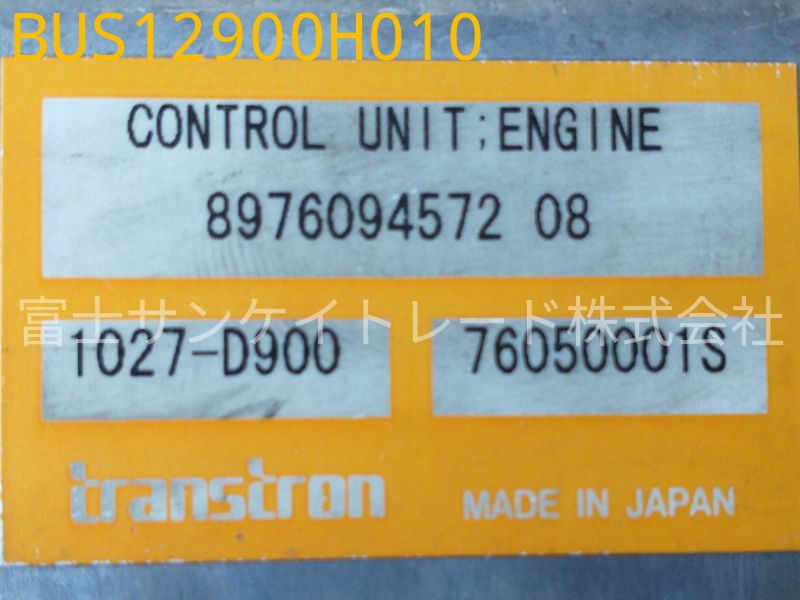 BUS12900H010
CONTROL UNIT;ENGINE
8976094572 08
富士サンケイトレード株式会社
1027-D900 76050001S
transtron MADE IN JAPAN